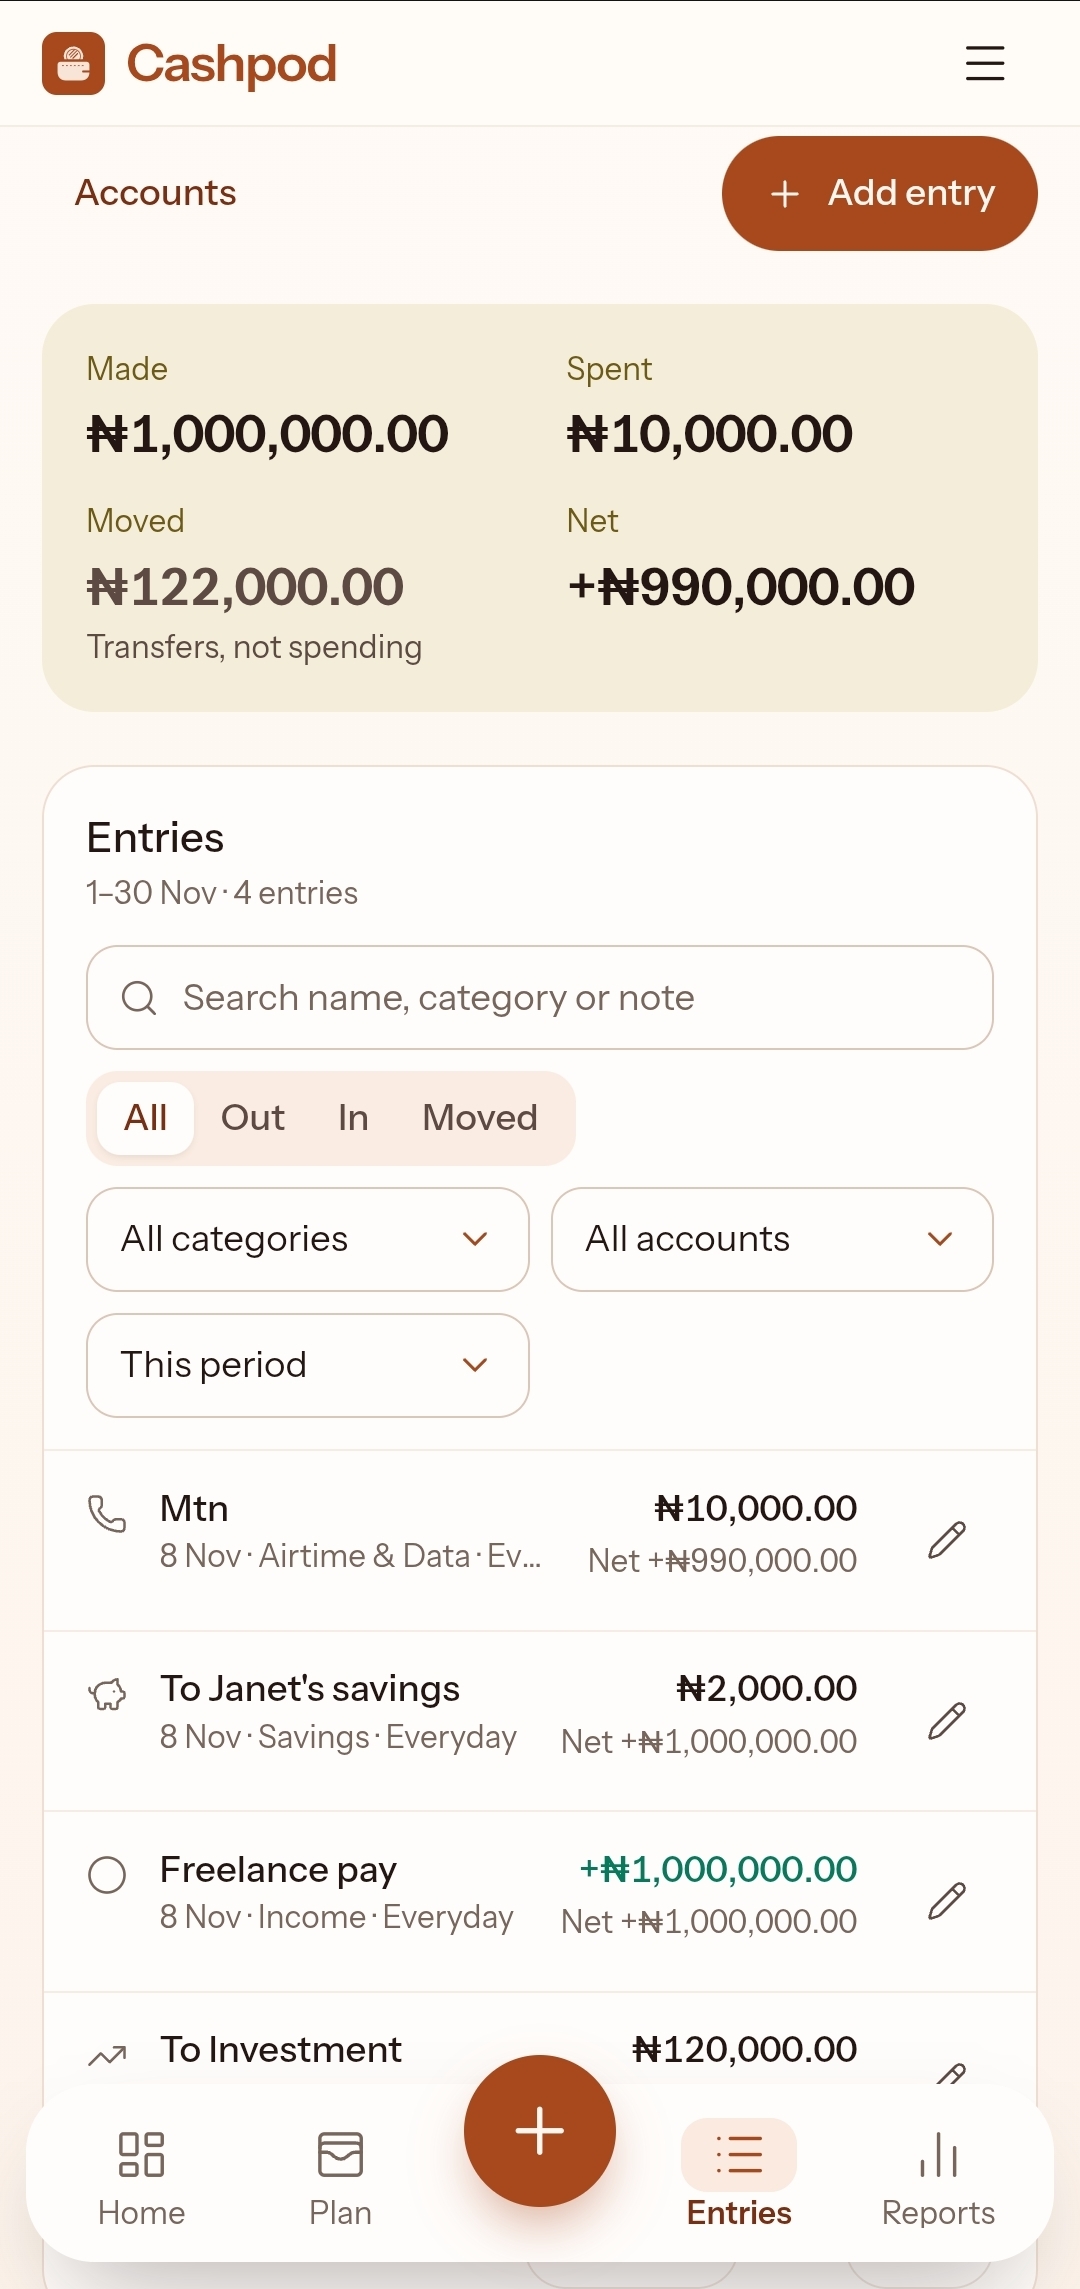 Cashpod
Accounts
Add entry
Made
₦1,000,000.00
Spent
₦10,000.00
Moved
₦122,000.00
Transfers, not spending
Net
+₦990,000.00
Entries
1–30 Nov · 4 entries
Search name, category or note
All Out In Moved
All categories
All accounts
This period
Mtn
₦10,000.00
8 Nov · Airtime & Data · Ev...
Net +₦990,000.00
To Janet's savings
₦2,000.00
8 Nov · Savings · Everyday
Net +₦1,000,000.00
Freelance pay
+₦1,000,000.00
8 Nov · Income · Everyday
Net +₦1,000,000.00
To Investment
₦120,000.00
Home
Plan
Entries
Reports